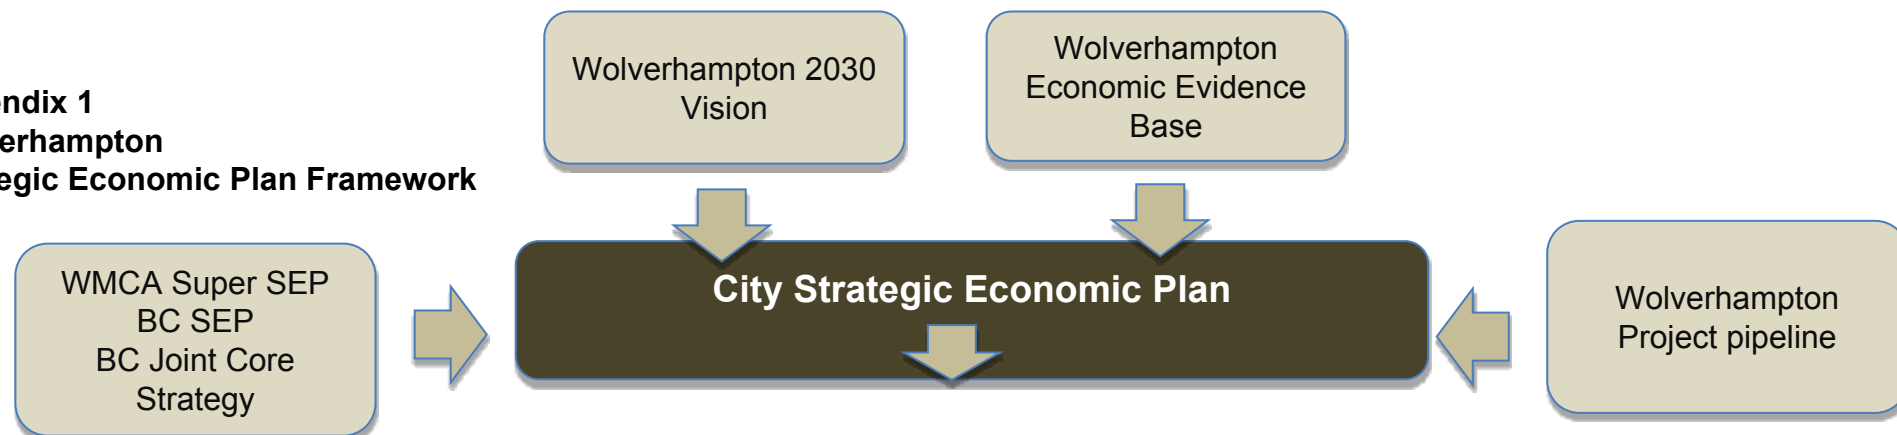 Wolverhampton 2030
Vision
Wolverhampton
Economic Evidence
Base
endix 1
erhampton
egic Economic Plan Framework
WMCA Super SEP
BC SEP
BC Joint Core
Strategy
City Strategic Economic Plan
Wolverhampton
Project pipeline